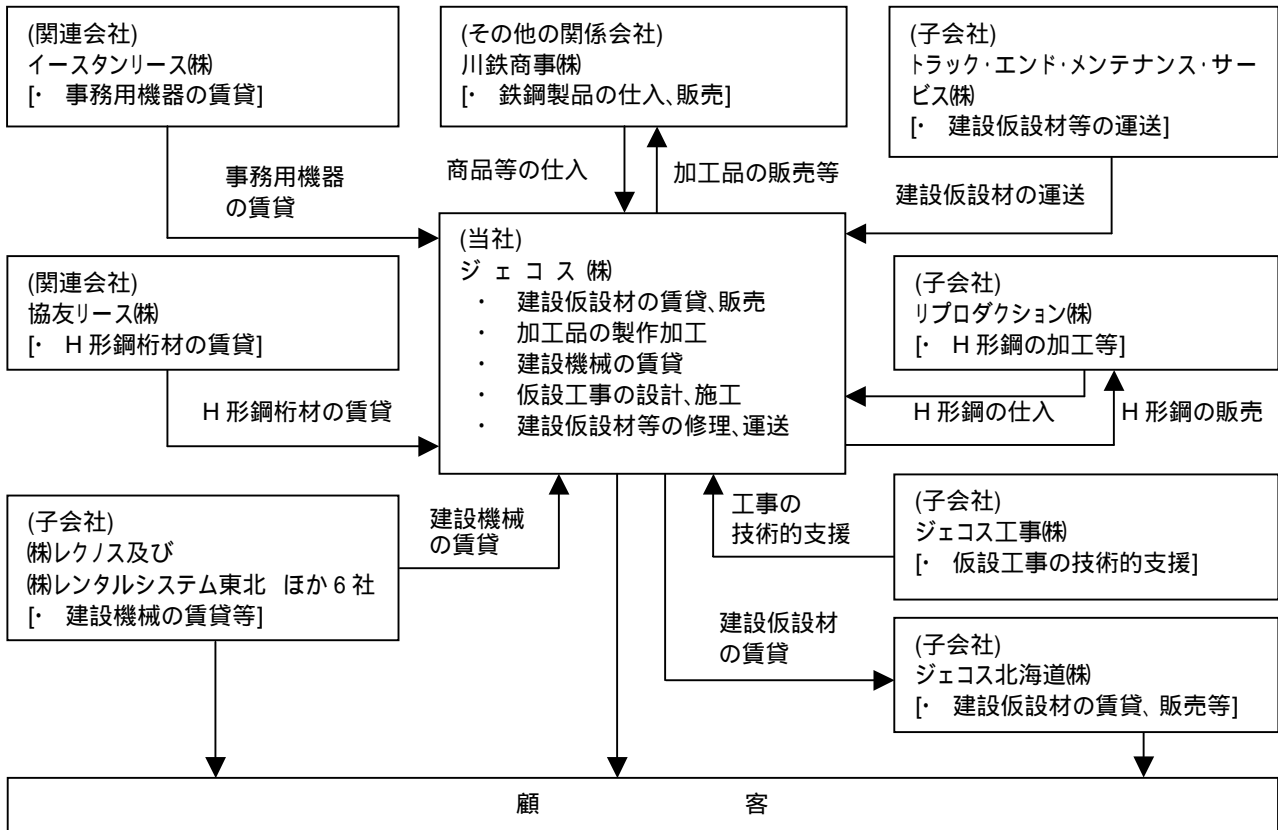 (関連会社)
イースタンリース㈱
[・ 事務用機器の賃貸]
(その他の関係会社)
川鉄商事㈱
[・ 鉄鋼製品の仕入、販売]
(子会社)
トラック・エンド・メンテナンス・サー
ビス㈱
[・ 建設仮設材等の運送]
事務用機器
の賃貸
商品等の仕入
加工品の販売等
建設仮設材の運送
(当社)
ジェコス㈱
・ 建設仮設材の賃貸、販売
・ 加工品の製作加工
・ 建設機械の賃貸
・ 仮設工事の設計、施工
・ 建設仮設材等の修理、運送
(関連会社)
協友リース㈱
[・ H形鋼桁材の賃貸]
(子会社)
リプロダクション㈱
[・ H形鋼の加工等]
H形鋼桁材の賃貸
H形鋼の仕入
H形鋼の販売
(子会社)
㈱レクノス及び
㈱レンタルシステム東北 ほか6社
[・ 建設機械の賃貸等]
建設機械
の賃貸
工事の
技術的支援
(子会社)
ジェコス工事㈱
[・ 仮設工事の技術的支援]
建設仮設材
の賃貸
(子会社)
ジェコス北海道㈱
[・ 建設仮設材の賃貸、販売等]
顧 客